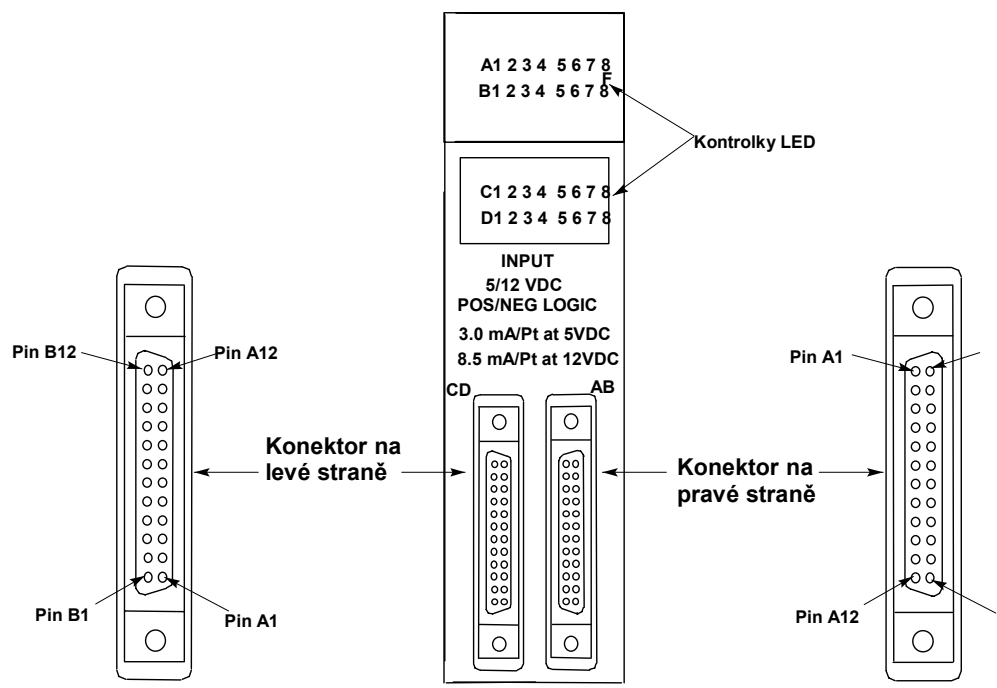 A1 2 3 4 5 6 7 8
F
B1 2 3 4 5 6 7 8
Kontrolky LED
C1 2 3 4 5 6 7 8
D1 2 3 4 5 6 7 8
INPUT
5/12 VDC
POS/NEG LOGIC
3.0 mA/Pt at 5VDC
8.5 mA/Pt at 12VDC
CD
AB
Pin B12
Pin A12
Pin B1
Pin A1
Konektor na
levé straně
Konektor na
pravé straně
Pin A1
Pin A12